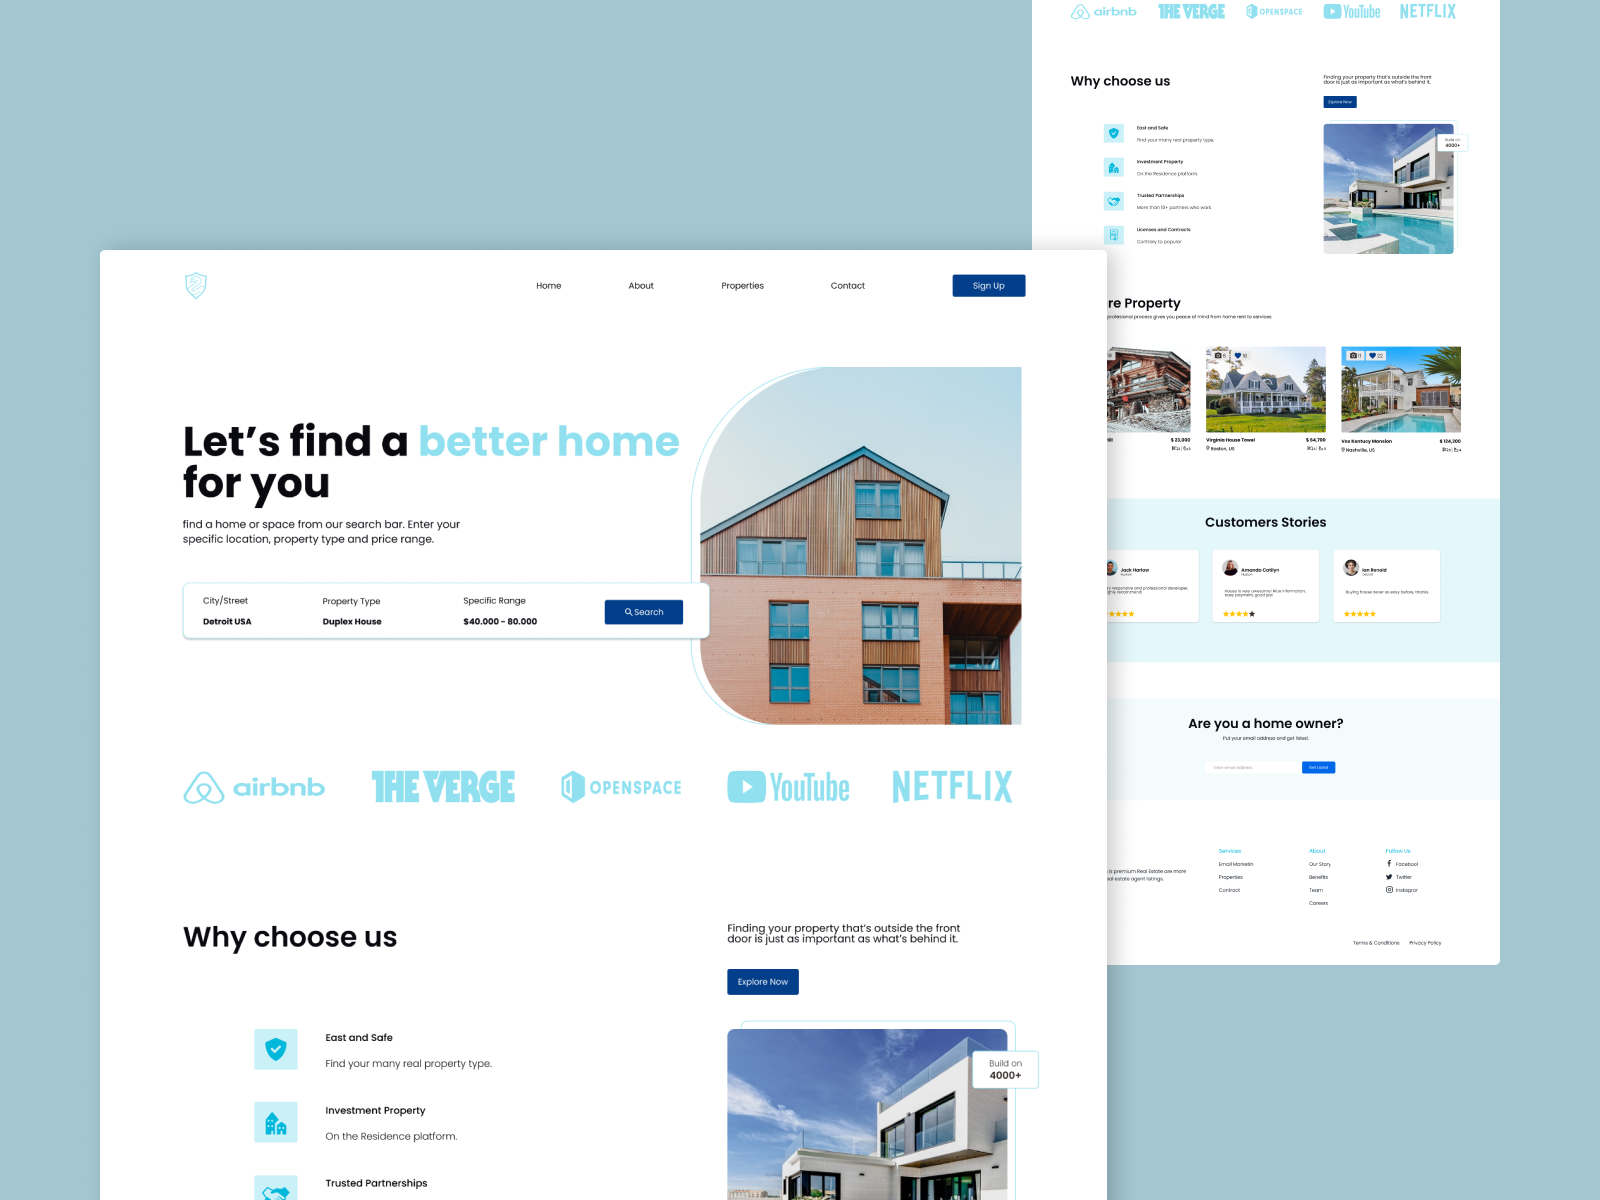 Home
About
Properties
Contact
Sign Up
Let's find a better home
for you
find a home or space from our search bar. Enter your
specific location, property type and price range.
City/Street
Detroit USA
Property Type
Duplex House
Specific Range
$40.000 - 80.000
Search
airbnb
THE VERGE
OPENSPACE
YouTube
NETFLIX
Why choose us
Finding your property that's outside the front
door is just as important as what's behind it.
Explore Now
East and Safe
Find your many real property type.
Investment Property
On the Residence platform.
Trusted Partnerships
Build on
4000+
airbnb
THE VERGE
OPENSPACE
YouTube
NETFLIX
Why choose us
Finding your property that's outside the front
door is just as important as what's behind it.
Explore Now
East and Safe
Find your many real property type.
Investment Property
On the Residence platform.
Trusted Partnerships
More than 10+ partners who work.
Licenses and Contracts
Contrary to popular
Build on
4000+
re Property
profesional process gives you peace of mind from home rent to services
$ 23,000
6
16
Virginia House Towel
$ 64,700
Boston, US
11
22
Vox Kentucy Mansion
$ 124,200
Nashville, US
Customers Stories
Jack Harlow
responsive and professional developer,
highly recommend!
Amanda Catlyn
House is very awesome! Nice information,
easy payment, good job!
Ian Renold
Buying house never so easy before, thanks
Are you a home owner?
Put your email address and get listed.
Enter email address
Get Listed
is premium Real Estate are more
real estate agent listings.
Services
Email Marketin
Properties
Contract
About
Our Story
Benefits
Team
Careers
Follow Us
Facebool
Twitter
Instagrar
Terms & Conditions
Privacy Policy